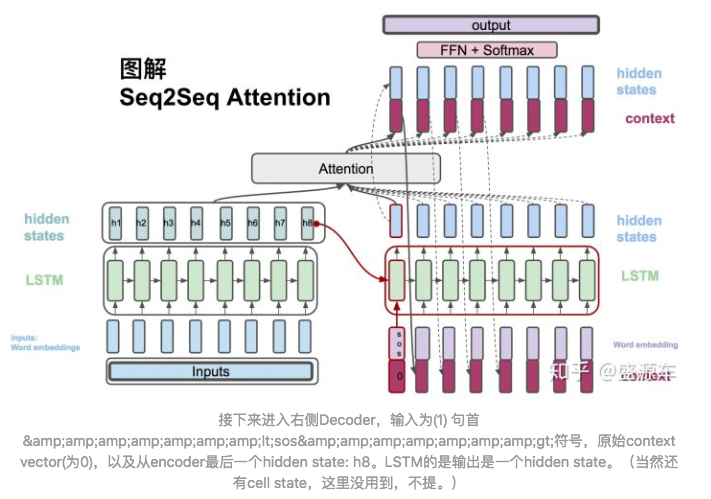 output
FFN + Softmax
图解
Seq2Seq Attention
hidden
states
context
Attention
hidden
states
h1 h2 h3 h4 h5 h6 h7 h8
hidden
states
LSTM
LSTM
Inputs:
Word embeddings
s
o
s
Word embedding
0
Inputs
知乎 @盛源车
接下来进入右侧Decoder，输入为(1) 句首
&amp;amp;amp;amp;amp;amp;amp;lt;sos&amp;amp;amp;amp;amp;amp;amp;gt;符号，原始context
vector(为0)，以及从encoder最后一个hidden state: h8。LSTM的是输出是一个hidden state。（当然还
有cell state，这里没用到，不提。）